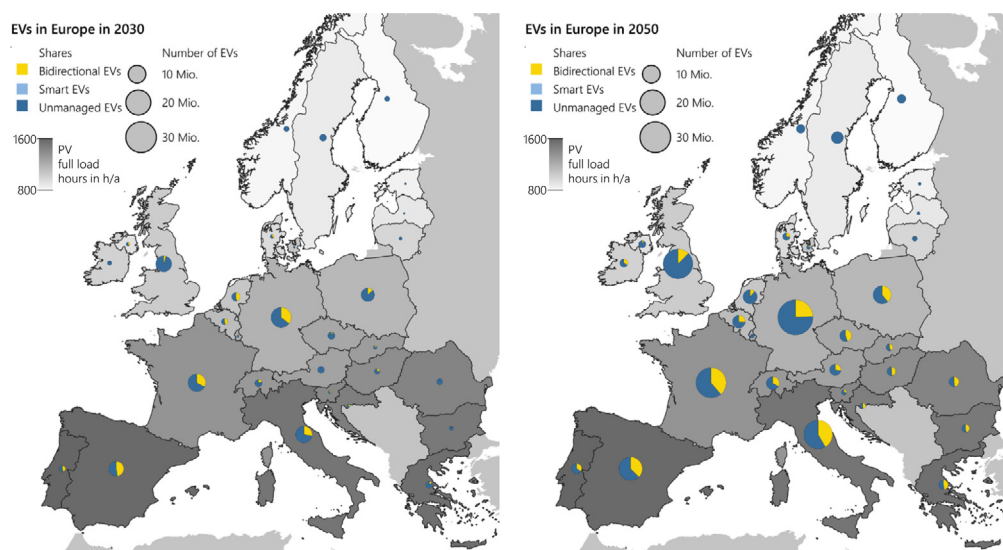 EVs in Europe in 2030
Shares
Bidirectional EVs
Smart EVs
Unmanaged EVs
Number of EVs
10 Mio.
20 Mio.
30 Mio.
1600
800
PV
full load
hours in h/a
EVs in Europe in 2050
Shares
Bidirectional EVs
Smart EVs
Unmanaged EVs
Number of EVs
10 Mio.
20 Mio.
30 Mio.
1600
800
PV
full load
hours in h/a